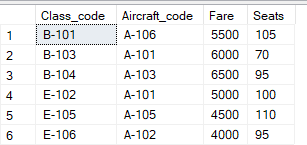 Class_code Aircraft_code Fare Seats
1 B-101 A-106 5500 105
2 B-103 A-101 6000 70
3 B-104 A-103 6500 95
4 E-102 A-101 5000 100
5 E-105 A-105 4500 110
6 E-106 A-102 4000 95